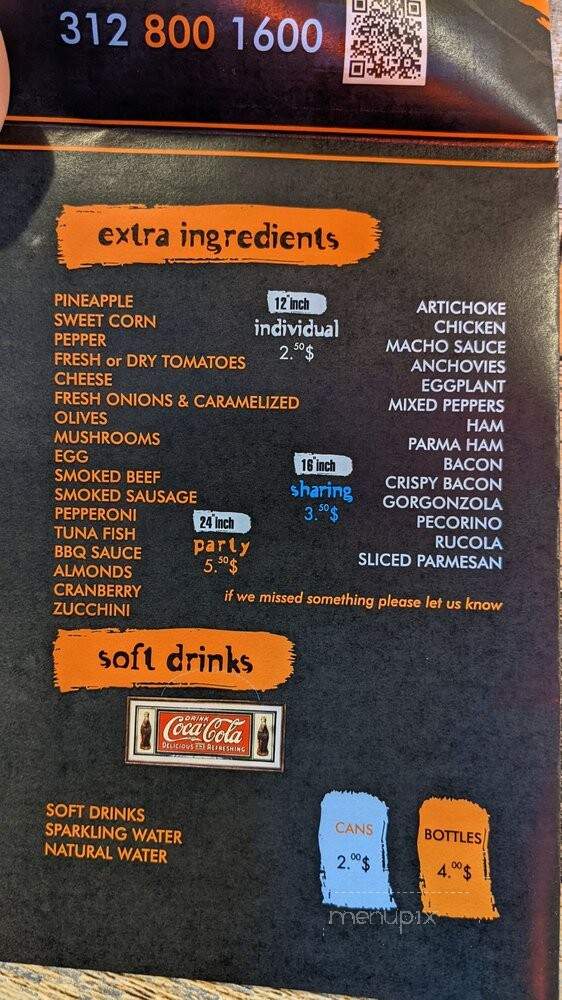 312 800 1600
extra ingredients
PINEAPPLE
SWEET CORN
PEPPER
FRESH or DRY TOMATOES
CHEESE
FRESH ONIONS & CARAMELIZED
OLIVES
MUSHROOMS
EGG
SMOKED BEEF
SMOKED SAUSAGE
PEPPERONI
TUNA FISH
BBQ SAUCE
ALMONDS
CRANBERRY
ZUCCHINI
12 inch
individual
2.50$
16 inch
sharing
3.50$
24 inch
party
5.50$
ARTICHOKE
CHICKEN
MACHO SAUCE
ANCHOVIES
EGGPLANT
MIXED PEPPERS
HAM
PARMA HAM
BACON
CRISPY BACON
GORGONZOLA
PECORINO
RUCOLA
SLICED PARMESAN
if we missed something please let us know
soft drinks
DRINK
Coca-Cola
DELICIOUS AND REFRESHING
SOFT DRINKS
SPARKLING WATER
NATURAL WATER
CANS
2.00$
BOTTLES
4.00$
menupix